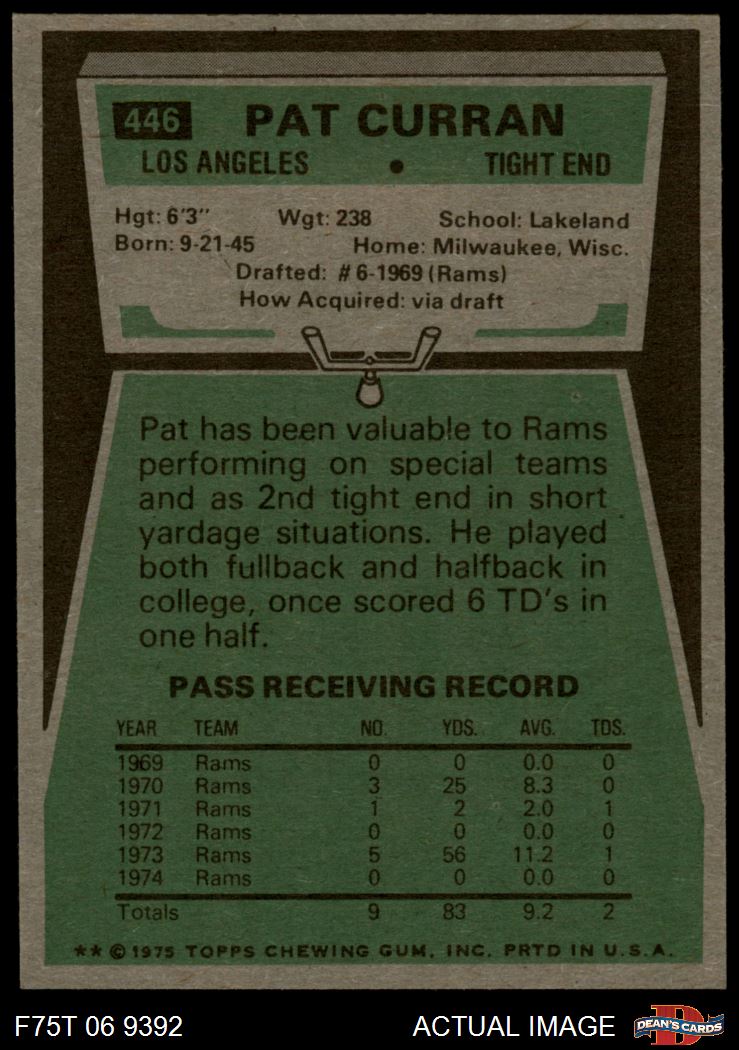 446 PAT CURRAN
LOS ANGELES • TIGHT END
Hgt: 6'3" Wgt: 238 School: Lakeland
Born: 9-21-45 Home: Milwaukee, Wisc.
Drafted: #6-1969 (Rams)
How Acquired: via draft
Pat has been valuable to Rams
performing on special teams
and as 2nd tight end in short
yardage situations. He played
both fullback and halfback in
college, once scored 6 TD's in
one half.
PASS RECEIVING RECORD
YEAR TEAM NO. YDS. AVG. TDS.
1969 Rams 0 0 0.0 0
1970 Rams 3 25 8.3 0
1971 Rams 1 2 2.0 1
1972 Rams 0 0 0.0 0
1973 Rams 5 56 11.2 1
1974 Rams 0 0 0.0 0
Totals 9 83 9.2 2
** © 1975 TOPPS CHEWING GUM, INC. PRTD IN U.S.A.
F75T 06 9392 ACTUAL IMAGE D DEAN'S CARDS